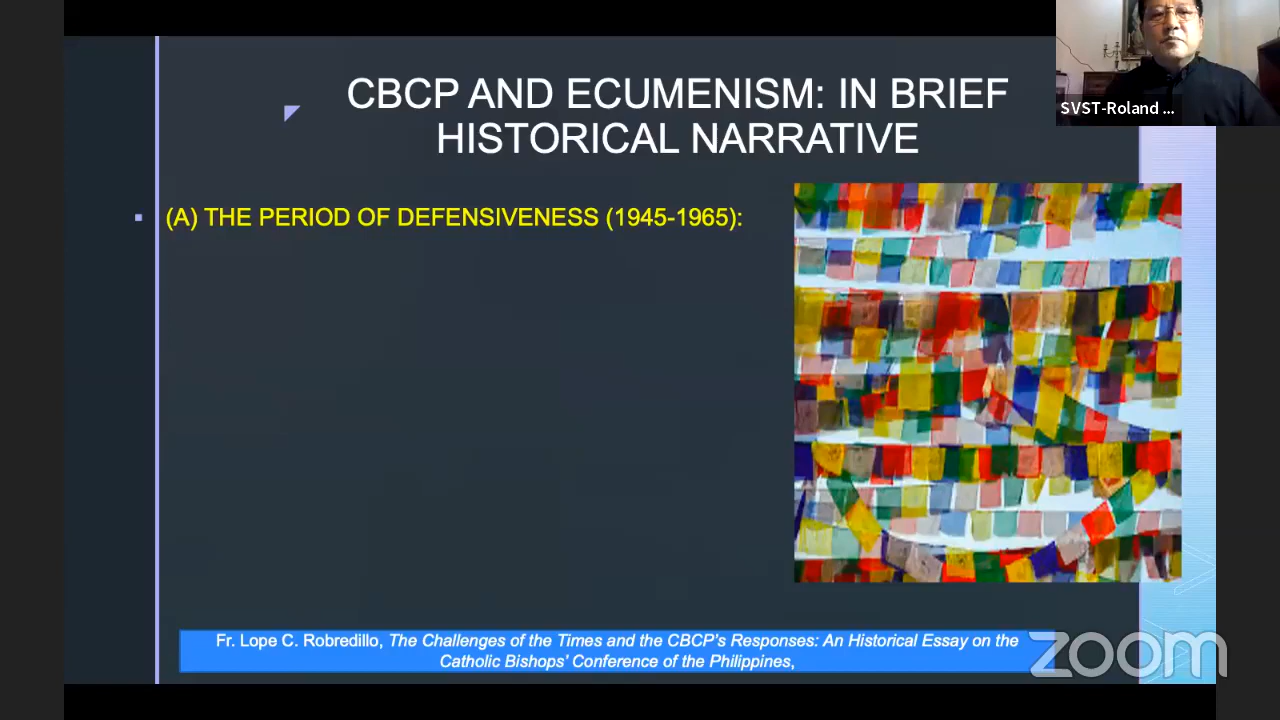 CBCP AND ECUMENISM: IN BRIEF
HISTORICAL NARRATIVE
SVST-Roland ...
(A) THE PERIOD OF DEFENSIVENESS (1945-1965):
Fr. Lope C. Robredillo, The Challenges of the Times and the CBCP's Responses: An Historical Essay on the
Catholic Bishops' Conference of the Philippines,
zoom